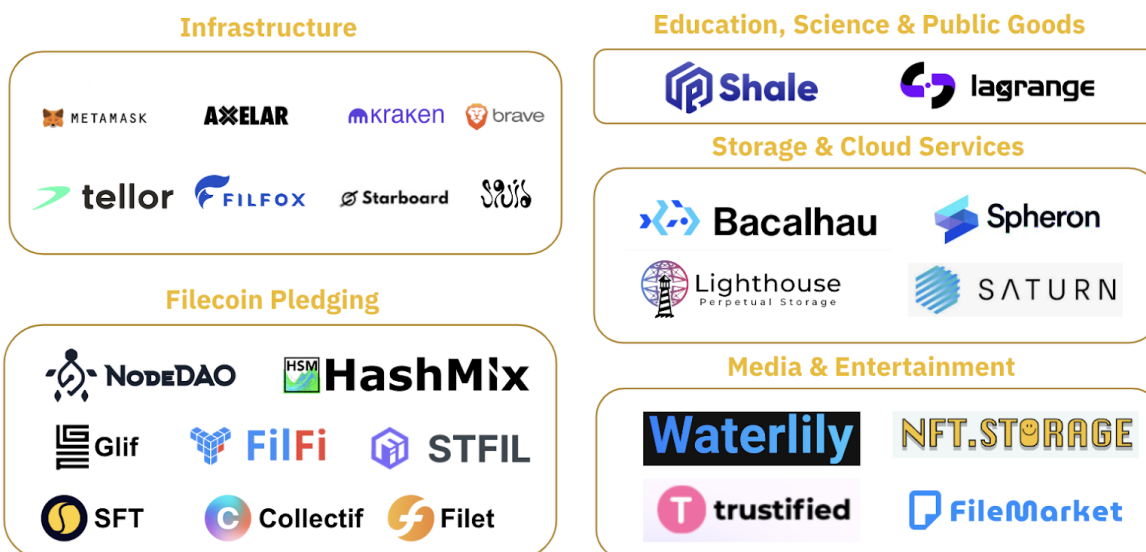 Infrastructure
METAMASK
AXELAR
kraken
brave
tellor
FILFOX
Starboard
squid
Filecoin Pledging
NODEDAO
HSM
HashMix
Glif
FilFi
STFIL
SFT
C
Collectif
Filet
Education, Science & Public Goods
Shale
lagrange
Storage & Cloud Services
Bacalhau
Spheron
Lighthouse
Perpetual Storage
SATURN
Media & Entertainment
Waterlily
NFT.STORAGE
T
trustified
FileMarket